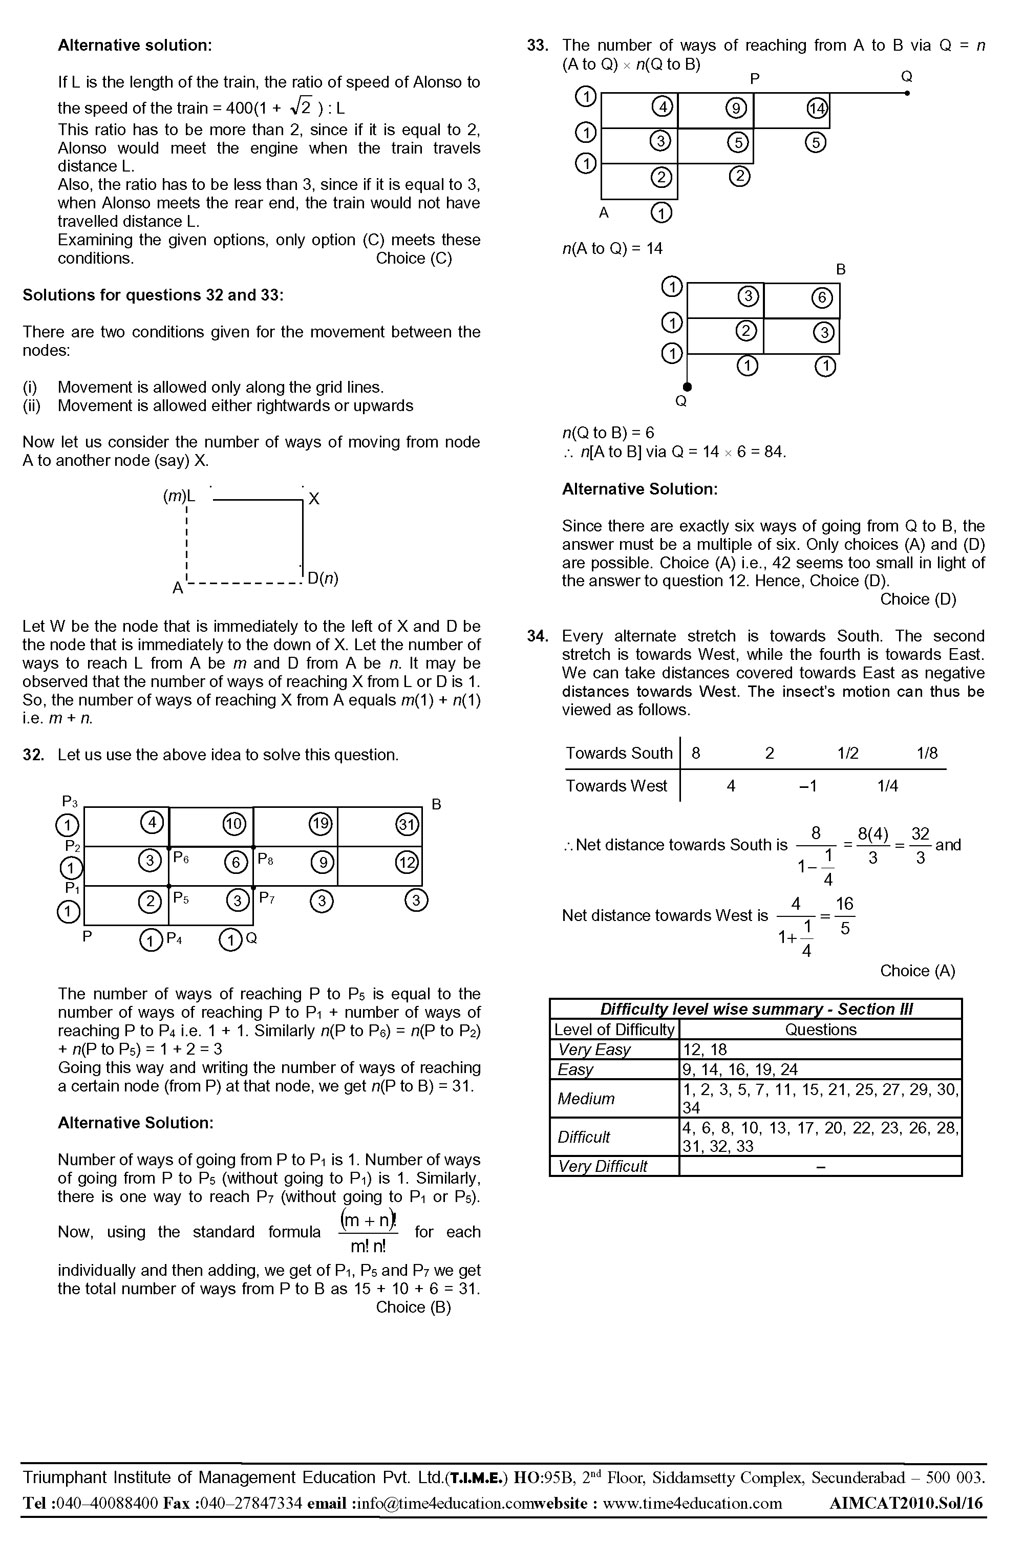 Alternative solution:
If L is the length of the train, the ratio of speed of Alonso to
the speed of the train = 400(1 + √2 ) : L
This ratio has to be more than 2, since if it is equal to 2,
Alonso would meet the engine when the train travels
distance L.
Also, the ratio has to be less than 3, since if it is equal to 3,
when Alonso meets the rear end, the train would not have
travelled distance L.
Examining the given options, only option (C) meets these
conditions. Choice (C)
Solutions for questions 32 and 33:
There are two conditions given for the movement between the
nodes:
(i) Movement is allowed only along the grid lines.
(ii) Movement is allowed either rightwards or upwards
Now let us consider the number of ways of moving from node
A to another node (say) X.
(m)L X
A D(n)
Let W be the node that is immediately to the left of X and D be
the node that is immediately to the down of X. Let the number of
ways to reach L from A be m and D from A be n. It may be
observed that the number of ways of reaching X from L or D is 1.
So, the number of ways of reaching X from A equals m(1) + n(1)
i.e. m + n.
32. Let us use the above idea to solve this question.
P3 B
1 4 10 19 31
P2
1 3 P6 6 P8 9 12
P1
1 2 P5 3 P7 3 3
P 1 P4 1 Q
The number of ways of reaching P to P5 is equal to the
number of ways of reaching P to P1 + number of ways of
reaching P to P4 i.e. 1 + 1. Similarly n(P to P6) = n(P to P2)
+ n(P to P5) = 1 + 2 = 3
Going this way and writing the number of ways of reaching
a certain node (from P) at that node, we get n(P to B) = 31.
Alternative Solution:
Number of ways of going from P to P1 is 1. Number of ways
of going from P to P5 (without going to P1) is 1. Similarly,
there is one way to reach P7 (without going to P1 or P5).
Now, using the standard formula (m + n)! / m! n! for each
individually and then adding, we get of P1, P5 and P7 we get
the total number of ways from P to B as 15 + 10 + 6 = 31.
Choice (B)
33. The number of ways of reaching from A to B via Q = n
(A to Q) × n(Q to B)
P Q
1 4 9 14
1 3 5 5
1 2 2
A 1
n(A to Q) = 14
B
1 3 6
1 2 3
1 1 1
Q
n(Q to B) = 6
∴ n[A to B] via Q = 14 × 6 = 84.
Alternative Solution:
Since there are exactly six ways of going from Q to B, the
answer must be a multiple of six. Only choices (A) and (D)
are possible. Choice (A) i.e., 42 seems too small in light of
the answer to question 12. Hence, Choice (D).
Choice (D)
34. Every alternate stretch is towards South. The second
stretch is towards West, while the fourth is towards East.
We can take distances covered towards East as negative
distances towards West. The insect's motion can thus be
viewed as follows.
Towards South 8 2 1/2 1/8
Towards West 4 –1 1/4
∴Net distance towards South is 8 / (1– 1/4) = 8(4)/3 = 32/3 and
Net distance towards West is 4 / (1+ 1/4) = 16/5
Choice (A)
Difficulty level wise summary - Section III
Level of Difficulty Questions
Very Easy 12, 18
Easy 9, 14, 16, 19, 24
Medium 1, 2, 3, 5, 7, 11, 15, 21, 25, 27, 29, 30,
34
Difficult 4, 6, 8, 10, 13, 17, 20, 22, 23, 26, 28,
31, 32, 33
Very Difficult –
Triumphant Institute of Management Education Pvt. Ltd.(T.I.M.E.) HO:95B, 2nd Floor, Siddamsetty Complex, Secunderabad – 500 003.
Tel :040–40088400 Fax :040–27847334 email :info@time4education.comwebsite : www.time4education.com AIMCAT2010.Sol/16